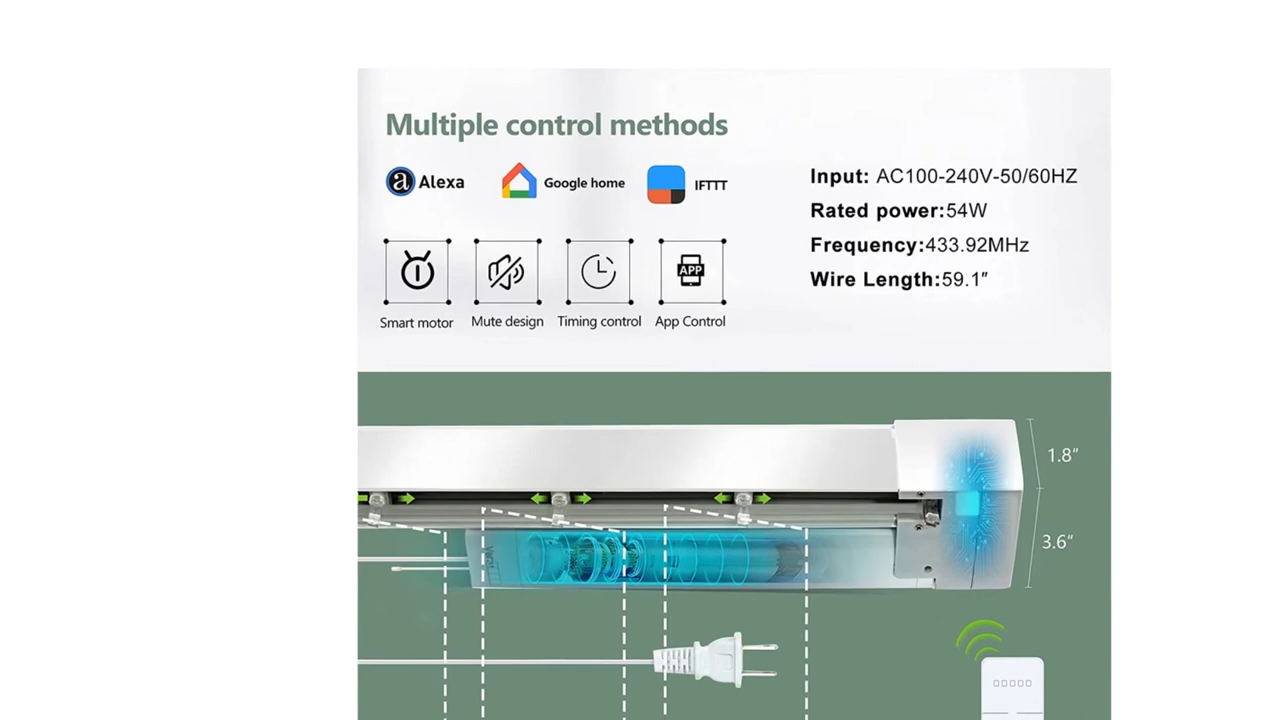 Multiple control methods
a Alexa
Google home
IFTTT
Input: AC100-240V-50/60HZ
Rated power:54W
Frequency:433.92MHz
Wire Length:59.1″
APP
Smart motor
Mute design
Timing control
App Control
1.8″
3.6″